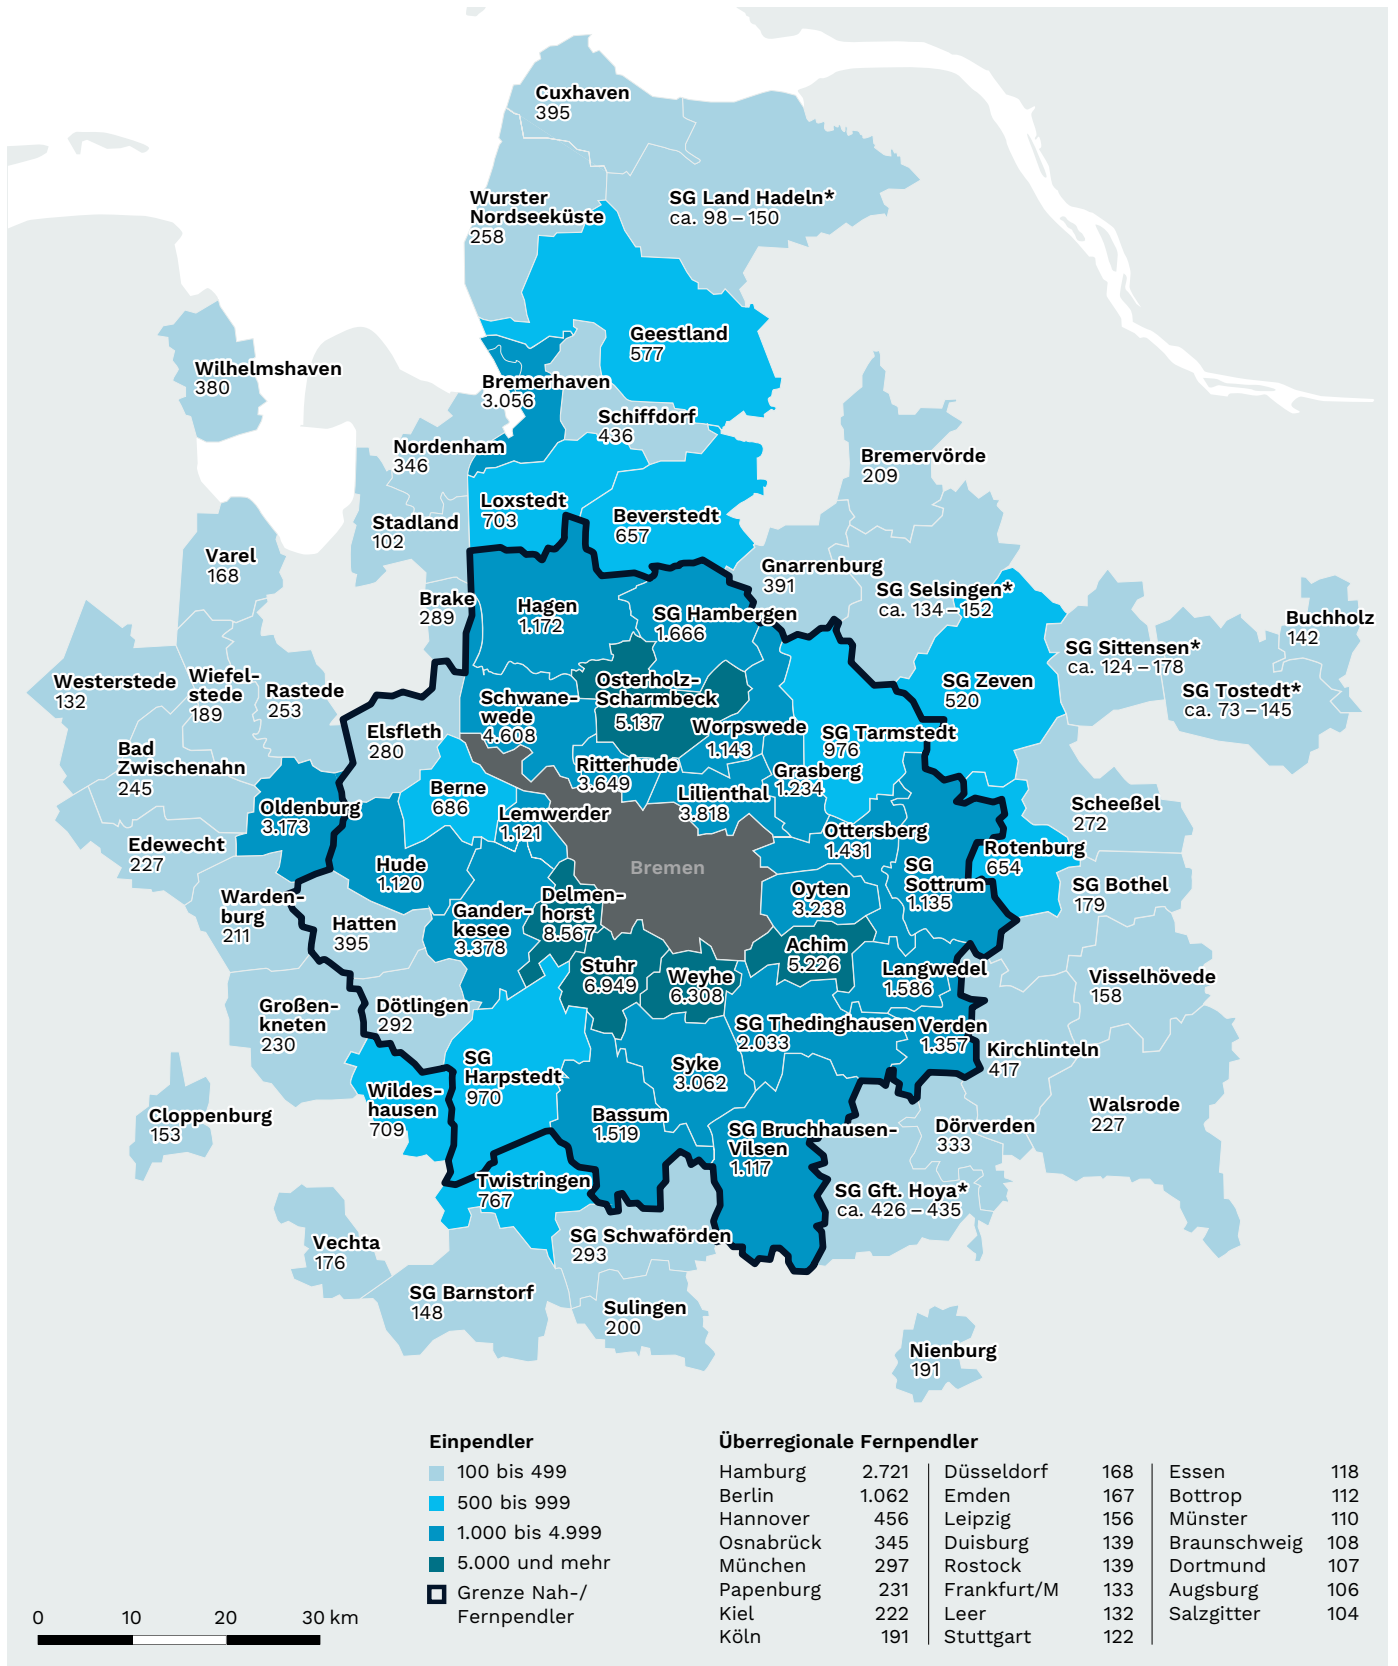 Cuxhaven
395
Wurster
Nordseeküste
258
SG Land Hadeln*
ca. 98 – 150
Geestland
577
Wilhelmshaven
380
Bremerhaven
3.056
Schiffdorf
436
Nordenham
346
Bremervörde
209
Loxstedt
703
Beverstedt
657
Stadland
102
Varel
168
Gnarrenburg
391
SG Selsingen*
ca. 134 – 152
Brake
289
Hagen
1.172
SG Hambergen
1.666
Buchholz
142
SG Sittensen*
ca. 124 – 178
SG Tostedt*
ca. 73 – 145
Westerstede
132
Wiefel-
stede
189
Rastede
253
Schwane-
wede
4.608
Osterholz-
Scharmbeck
5.137
SG Zeven
520
Worpswede
1.143
SG Tarmstedt
976
Elsfleth
280
Bad
Zwischenahn
245
Ritterhude
3.649
Grasberg
1.234
Berne
686
Lilienthal
3.818
Oldenburg
3.173
Lemwerder
1.121
Scheeßel
272
Ottersberg
1.431
Edewecht
227
Rotenburg
654
Hude
1.120
Bremen
SG
Sottrum
1.135
Oyten
3.238
SG Bothel
179
Warden-
burg
211
Delmen-
horst
8.567
Gander-
kesee
3.378
Hatten
395
Achim
5.226
Stuhr
6.949
Weyhe
6.308
Langwedel
1.586
Visselhövede
158
Großen-
kneten
230
Dötlingen
292
SG Thedinghausen
2.033
Verden
1.357
Kirchlinteln
417
SG
Harpstedt
970
Syke
3.062
Wildes-
hausen
709
Cloppenburg
153
Bassum
1.519
SG Bruchhausen-
Vilsen
1.117
Dörverden
333
Walsrode
227
Twistringen
767
SG Gft. Hoya*
ca. 426 – 435
Vechta
176
SG Schwaförden
293
SG Barnstorf
148
Sulingen
200
Nienburg
191
Einpendler
100 bis 499
500 bis 999
1.000 bis 4.999
5.000 und mehr
Grenze Nah-/
Fernpendler
0 10 20 30 km
Überregionale Fernpendler
Hamburg 2.721
Berlin 1.062
Hannover 456
Osnabrück 345
München 297
Papenburg 231
Kiel 222
Köln 191
Düsseldorf 168
Emden 167
Leipzig 156
Duisburg 139
Rostock 139
Frankfurt/M 133
Leer 132
Stuttgart 122
Essen 118
Bottrop 112
Münster 110
Braunschweig 108
Dortmund 107
Augsburg 106
Salzgitter 104